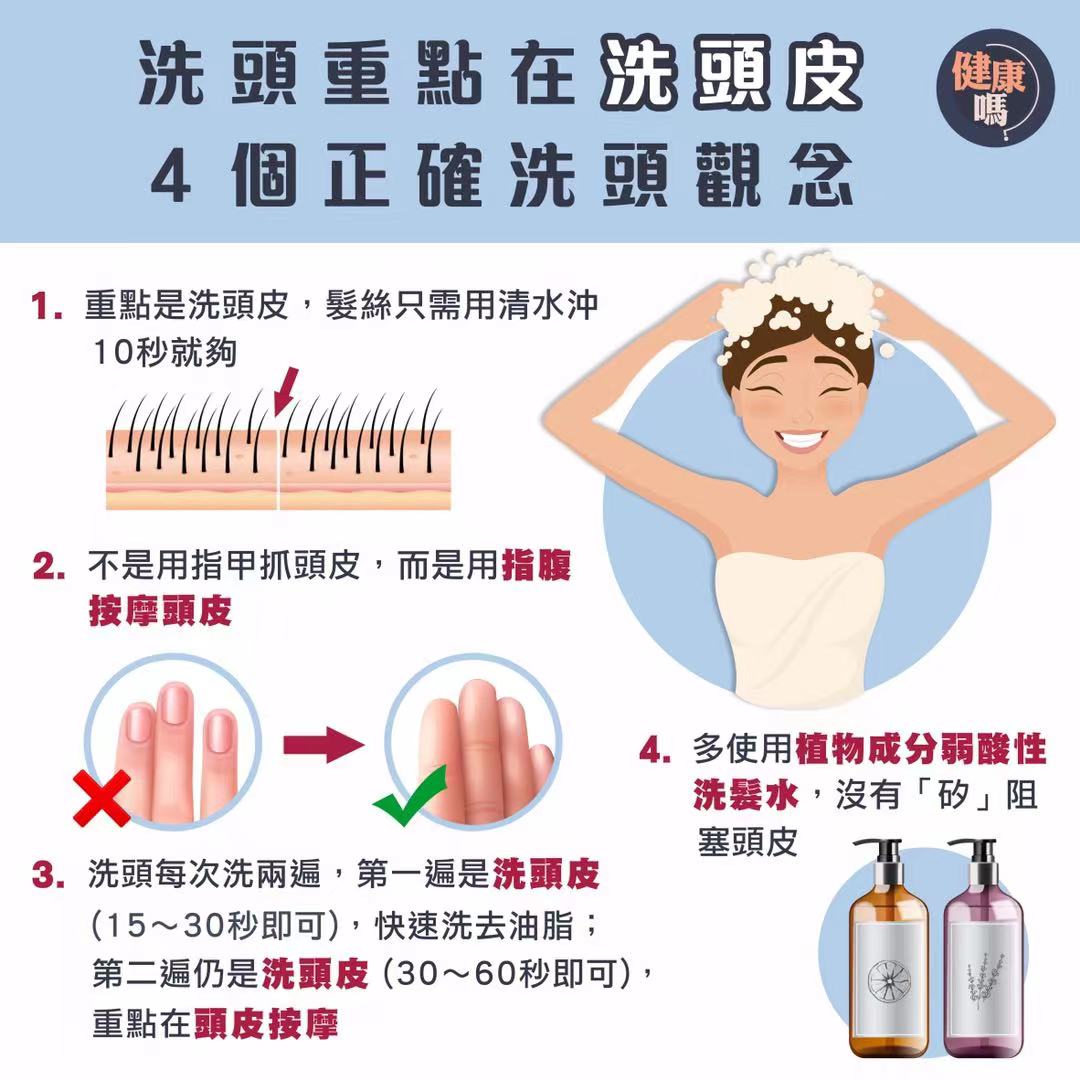 洗頭重點在洗頭皮
4個正確洗頭觀念
健康
嗎?
1. 重點是洗頭皮，髮絲只需用清水沖
10秒就夠
2. 不是用指甲抓頭皮，而是用指腹
按摩頭皮
3. 洗頭每次洗兩遍，第一遍是洗頭皮
(15～30秒即可)，快速洗去油脂；
第二遍仍是洗頭皮 (30～60秒即可)，
重點在頭皮按摩
4. 多使用植物成分弱酸性
洗髮水，沒有「矽」阻
塞頭皮